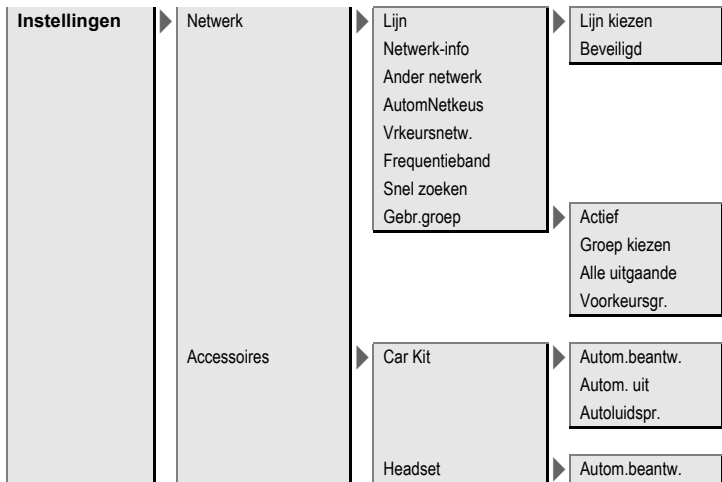 Instellingen Netwerk Lijn Lijn kiezen
Netwerk-info Beveiligd
Ander netwerk
AutomNetkeus
Vrkeursnetw.
Frequentieband
Snel zoeken
Gebr.groep Actief
Groep kiezen
Alle uitgaande
Voorkeursgr.
Accessoires Car Kit Autom.beantw.
Autom. uit
Autoluidspr.
Headset Autom.beantw.